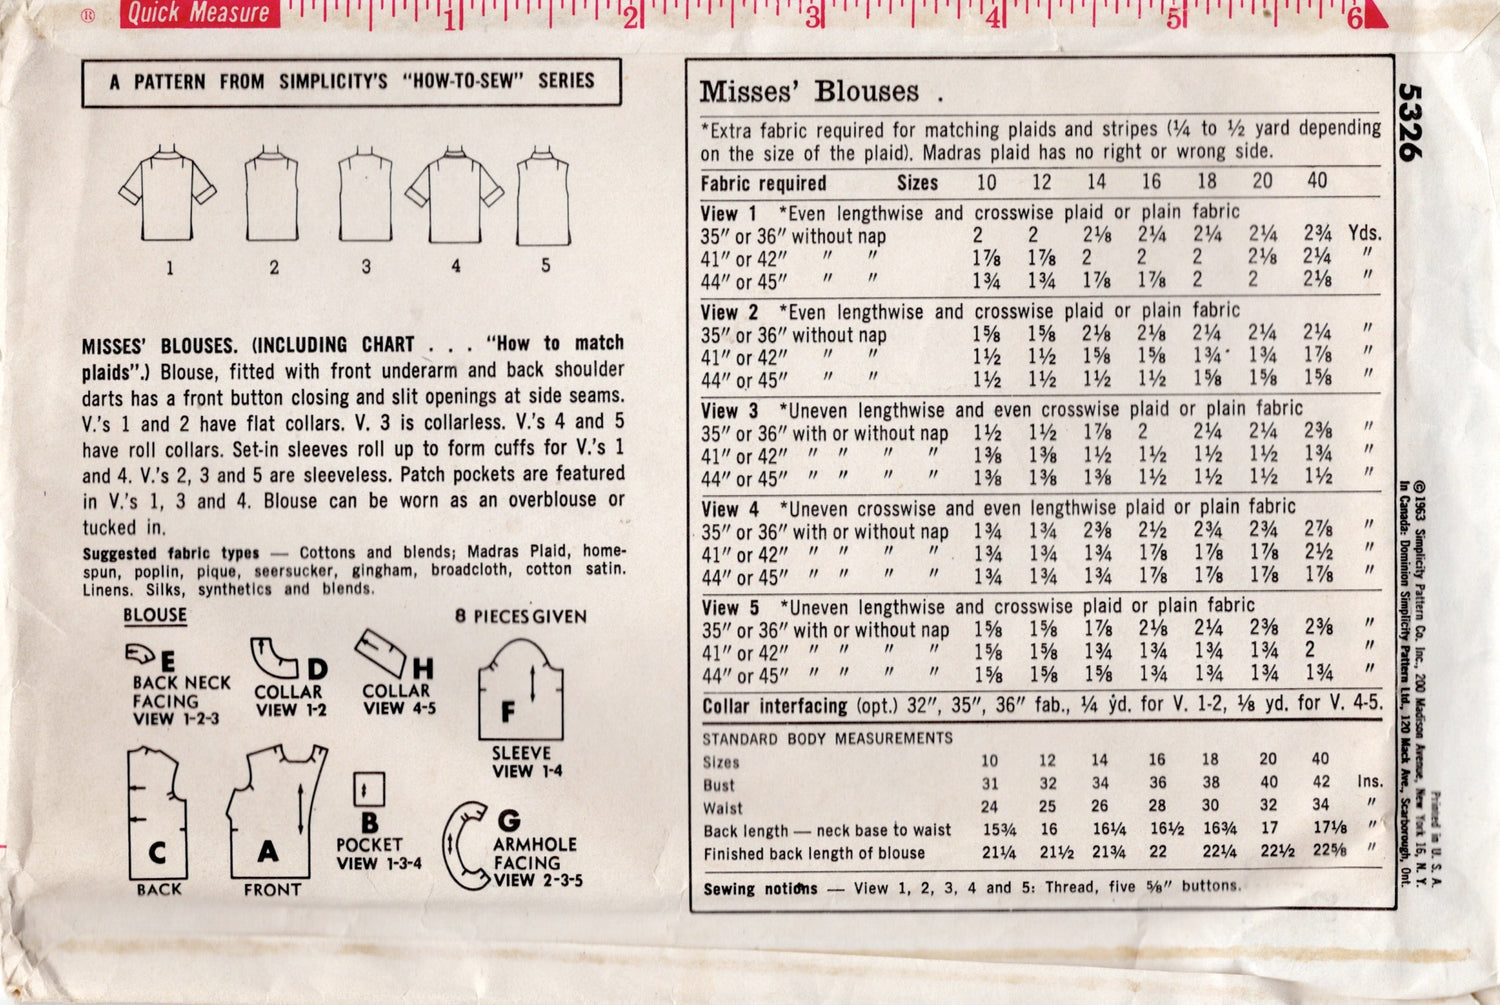 ® Quick Measure 1 2 3 4 5 6
A PATTERN FROM SIMPLICITY'S “HOW-TO-SEW” SERIES
1 2 3 4 5
MISSES' BLOUSES. (INCLUDING CHART . . . “How to match
plaids”.) Blouse, fitted with front underarm and back shoulder
darts has a front button closing and slit openings at side seams.
V.'s 1 and 2 have flat collars. V. 3 is collarless. V.'s 4 and 5
have roll collars. Set-in sleeves roll up to form cuffs for V.'s 1
and 4. V.'s 2, 3 and 5 are sleeveless. Patch pockets are featured
in V.'s 1, 3 and 4. Blouse can be worn as an overblouse or
tucked in.
Suggested fabric types — Cottons and blends; Madras Plaid, home-
spun, poplin, pique, seersucker, gingham, broadcloth, cotton satin.
Linens. Silks, synthetics and blends.
BLOUSE
8 PIECES GIVEN
E
BACK NECK
FACING
VIEW 1-2-3
D
COLLAR
VIEW 1-2
H
COLLAR
VIEW 4-5
F
SLEEVE
VIEW 1-4
C
BACK
A
FRONT
B
POCKET
VIEW 1-3-4
G
ARMHOLE
FACING
VIEW 2-3-5
Misses' Blouses .
*Extra fabric required for matching plaids and stripes (¼ to ½ yard depending
on the size of the plaid). Madras plaid has no right or wrong side.
Fabric required Sizes 10 12 14 16 18 20 40
View 1 *Even lengthwise and crosswise plaid or plain fabric
35″ or 36″ without nap 2 2 2⅛ 2¼ 2¼ 2¼ 2¾ Yds.
41″ or 42″ ″ ″ 1⅞ 1⅞ 2 2 2 2⅛ 2¼ ″
44″ or 45″ ″ ″ 1¾ 1¾ 1⅞ 1⅞ 2 2 2⅛ ″
View 2 *Even lengthwise and crosswise plaid or plain fabric
35″ or 36″ without nap 1⅝ 1⅝ 2⅛ 2⅛ 2¼ 2¼ 2¼ ″
41″ or 42″ ″ ″ 1½ 1½ 1⅝ 1⅝ 1¾ 1¾ 1⅞ ″
44″ or 45″ ″ ″ 1½ 1½ 1½ 1½ 1⅝ 1⅝ 1⅝ ″
View 3 *Uneven lengthwise and even crosswise plaid or plain fabric
35″ or 36″ with or without nap 1½ 1½ 1⅞ 2 2¼ 2¼ 2⅜ ″
41″ or 42″ ″ ″ ″ ″ 1⅜ 1⅜ 1½ 1½ 1½ 1½ 1¾ ″
44″ or 45″ ″ ″ ″ ″ 1⅜ 1⅜ 1⅜ 1½ 1½ 1½ 1½ ″
View 4 *Uneven crosswise and even lengthwise plaid or plain fabric
35″ or 36″ with or without nap 1¾ 1¾ 2⅜ 2½ 2¾ 2¾ 2⅞ ″
41″ or 42″ ″ ″ ″ ″ 1¾ 1¾ 1¾ 1⅞ 1⅞ 1⅞ 2½ ″
44″ or 45″ ″ ″ ″ ″ 1¾ 1¾ 1¾ 1⅞ 1⅞ 1⅞ 1⅞ ″
View 5 *Uneven lengthwise and crosswise plaid or plain fabric
35″ or 36″ with or without nap 1⅝ 1⅝ 1⅞ 2⅛ 2¼ 2⅜ 2⅜ ″
41″ or 42″ ″ ″ ″ ″ 1⅝ 1⅝ 1¾ 1¾ 1¾ 1¾ 2 ″
44″ or 45″ ″ ″ ″ ″ 1⅝ 1⅝ 1⅝ 1¾ 1¾ 1¾ 1¾ ″
Collar interfacing (opt.) 32″, 35″, 36″ fab., ¼ yd. for V. 1-2, ⅛ yd. for V. 4-5.
STANDARD BODY MEASUREMENTS
Sizes 10 12 14 16 18 20 40
Bust 31 32 34 36 38 40 42 Ins.
Waist 24 25 26 28 30 32 34 ″
Back length — neck base to waist 15¾ 16 16¼ 16½ 16¾ 17 17⅛ ″
Finished back length of blouse 21¼ 21½ 21¾ 22 22¼ 22½ 22⅝ ″
Sewing notions — View 1, 2, 3, 4 and 5: Thread, five ⅝″ buttons.
5326
© 1963 Simplicity Pattern Co. Inc., 200 Madison Avenue, New York 16, N. Y.
In Canada: Dominion Simplicity Pattern Ltd., 120 Mack Ave., Scarborough, Ont.
Printed in U. S. A.